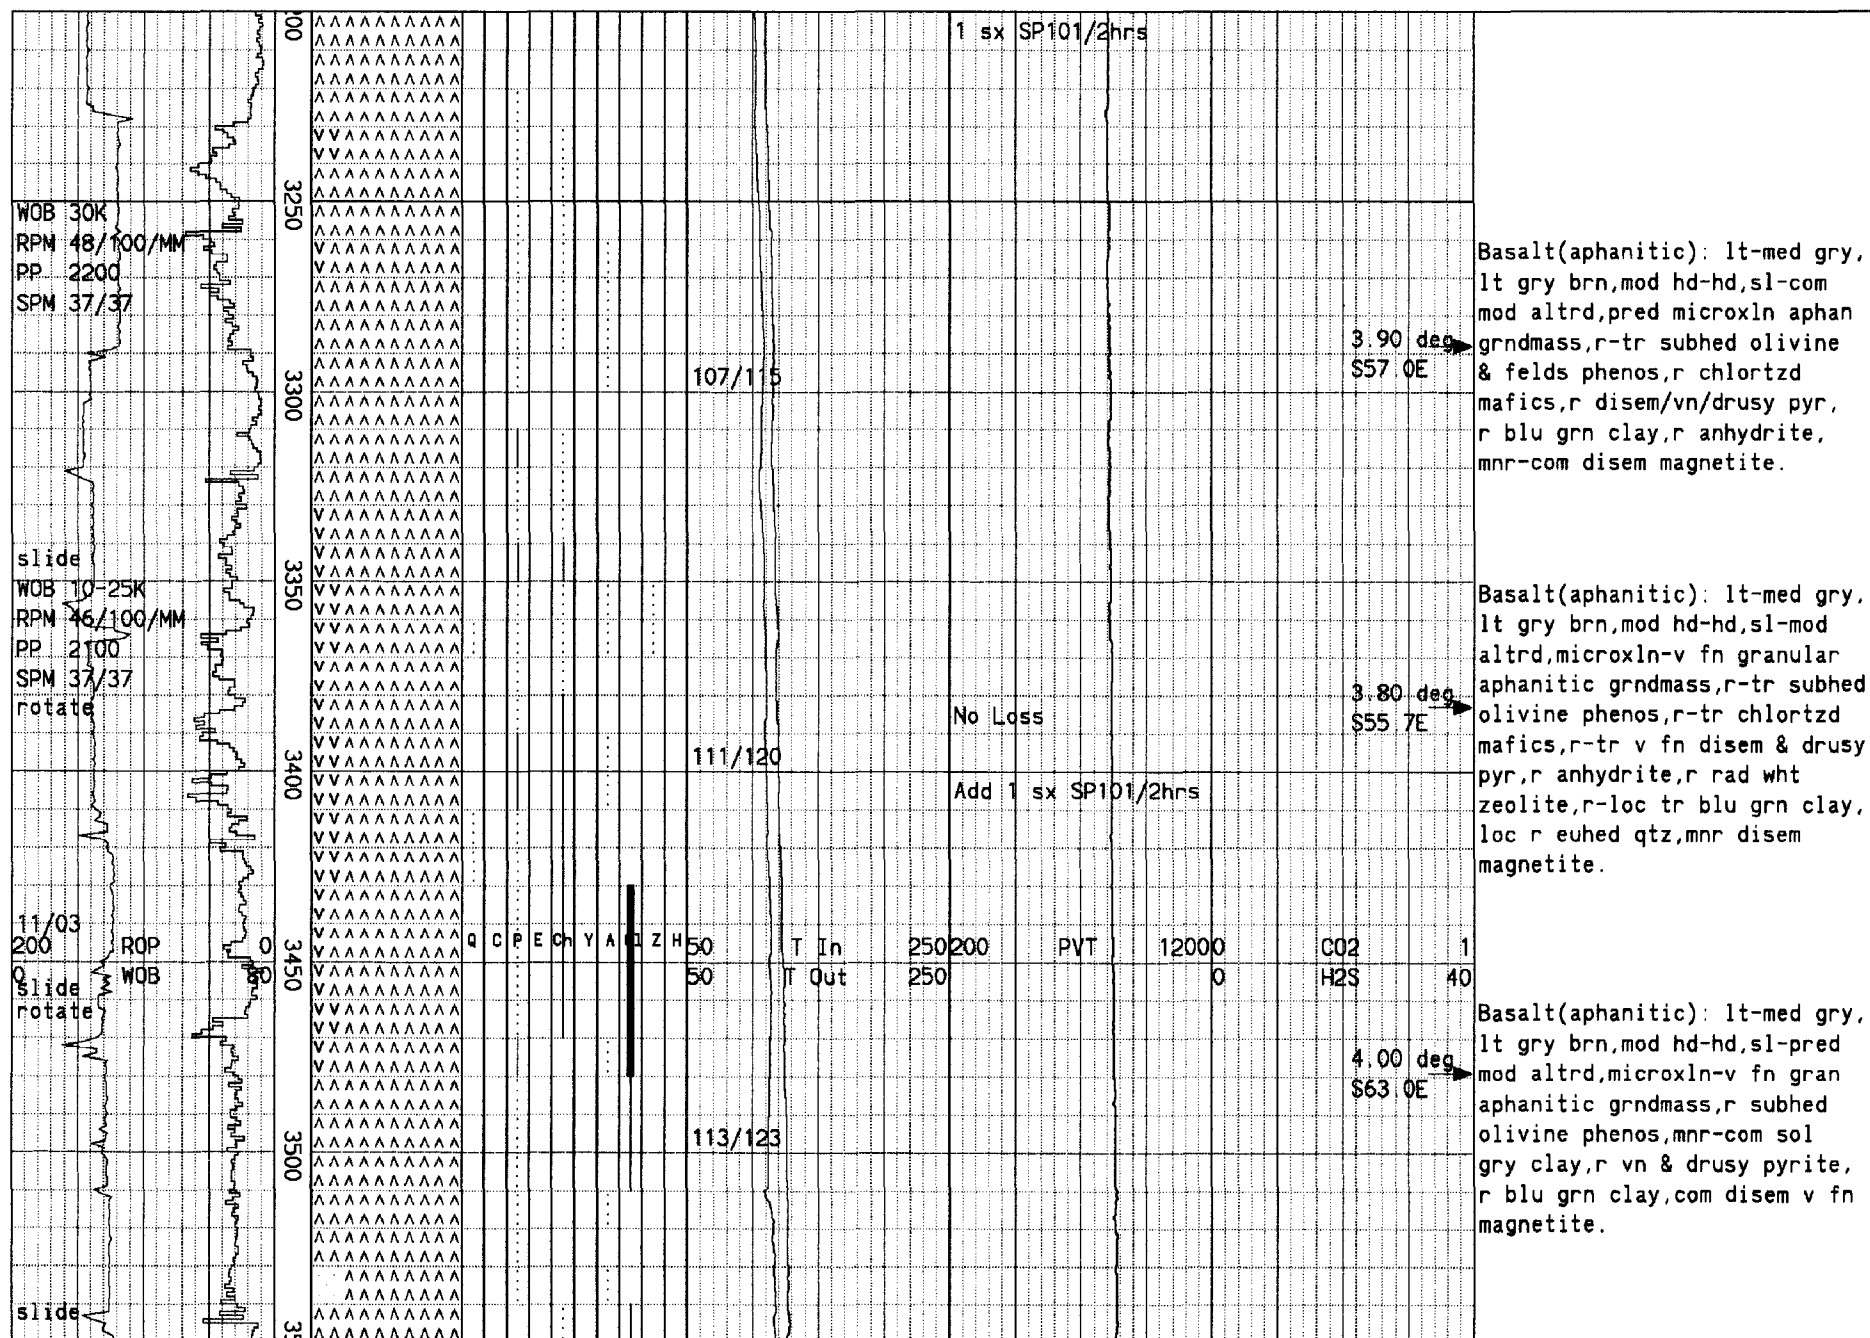 00
1 sx SP101/2hrs
3250
WOB 30K
RPM 48/100/MM
PP 2200
SPM 37/37
Basalt(aphanitic): lt-med gry,
lt gry brn,mod hd-hd,sl-com
mod altrd,pred microxln aphan
grndmass,r-tr subhed olivine
& felds phenos,r chlortzd
mafics,r disem/vn/drusy pyr,
r blu grn clay,r anhydrite,
mnr-com disem magnetite.
3.90 deg
S57.0E
107/115
3300
slide
WOB 10-25K
RPM 46/100/MM
PP 2100
SPM 37/37
rotate
3350
Basalt(aphanitic): lt-med gry,
lt gry brn,mod hd-hd,sl-mod
altrd,microxln-v fn granular
aphanitic grndmass,r-tr subhed
olivine phenos,r-tr chlortzd
mafics,r-tr v fn disem & drusy
pyr,r anhydrite,r rad wht
zeolite,r-loc tr blu grn clay,
loc r euhed qtz,mnr disem
magnetite.
3.80 deg
S55.7E
No Loss
111/120
3400
Add 1 sx SP101/2hrs
11/03
200 ROP 0
0 WOB 80
slide
rotate
3450
Q C P E Ch Y A Z H
50 T In 250
50 T Out 250
200 PVT 1200
0 CO2 1
0 H2S 40
Basalt(aphanitic): lt-med gry,
lt gry brn,mod hd-hd,sl-pred
mod altrd,microxln-v fn gran
aphanitic grndmass,r subhed
olivine phenos,mnr-com sol
gry clay,r vn & drusy pyrite,
r blu grn clay,com disem v fn
magnetite.
4.00 deg
S63.0E
113/123
3500
slide
35